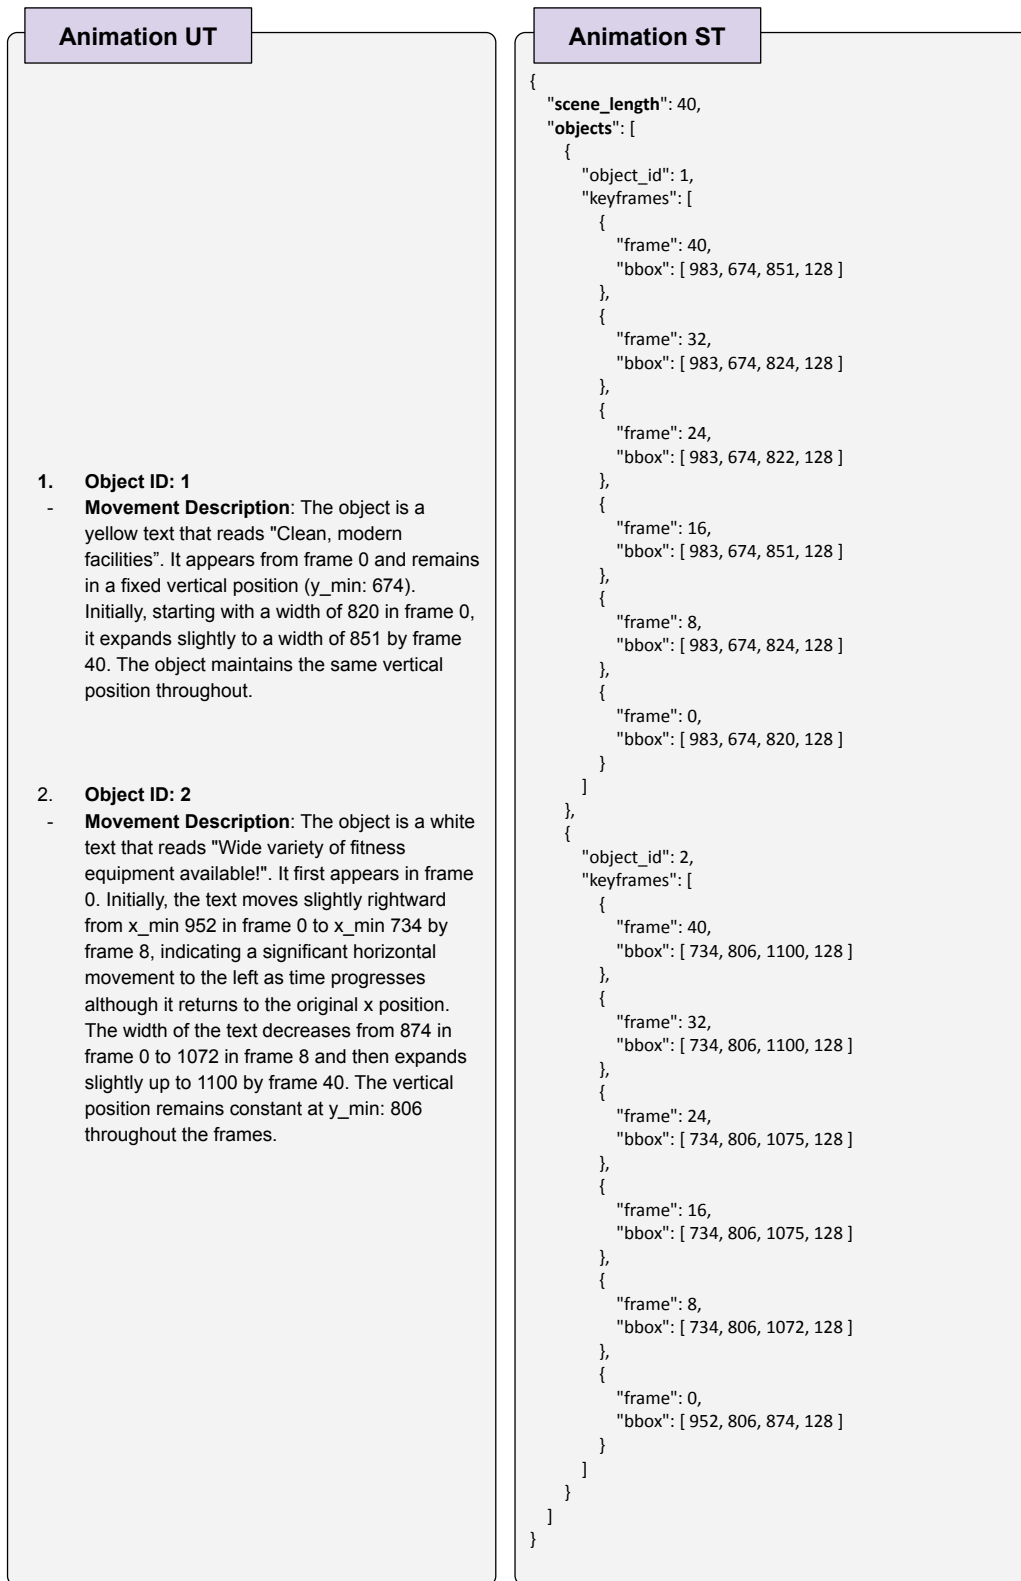 Animation UT
1. Object ID: 1
- Movement Description: The object is a
yellow text that reads "Clean, modern
facilities”. It appears from frame 0 and remains
in a fixed vertical position (y_min: 674).
Initially, starting with a width of 820 in frame 0,
it expands slightly to a width of 851 by frame
40. The object maintains the same vertical
position throughout.
2. Object ID: 2
- Movement Description: The object is a white
text that reads "Wide variety of fitness
equipment available!". It first appears in frame
0. Initially, the text moves slightly rightward
from x_min 952 in frame 0 to x_min 734 by
frame 8, indicating a significant horizontal
movement to the left as time progresses
although it returns to the original x position.
The width of the text decreases from 874 in
frame 0 to 1072 in frame 8 and then expands
slightly up to 1100 by frame 40. The vertical
position remains constant at y_min: 806
throughout the frames.
Animation ST
{
"scene_length": 40,
"objects": [
{
"object_id": 1,
"keyframes": [
{
"frame": 40,
"bbox": [ 983, 674, 851, 128 ]
},
{
"frame": 32,
"bbox": [ 983, 674, 824, 128 ]
},
{
"frame": 24,
"bbox": [ 983, 674, 822, 128 ]
},
{
"frame": 16,
"bbox": [ 983, 674, 851, 128 ]
},
{
"frame": 8,
"bbox": [ 983, 674, 824, 128 ]
},
{
"frame": 0,
"bbox": [ 983, 674, 820, 128 ]
}
]
},
{
"object_id": 2,
"keyframes": [
{
"frame": 40,
"bbox": [ 734, 806, 1100, 128 ]
},
{
"frame": 32,
"bbox": [ 734, 806, 1100, 128 ]
},
{
"frame": 24,
"bbox": [ 734, 806, 1075, 128 ]
},
{
"frame": 16,
"bbox": [ 734, 806, 1075, 128 ]
},
{
"frame": 8,
"bbox": [ 734, 806, 1072, 128 ]
},
{
"frame": 0,
"bbox": [ 952, 806, 874, 128 ]
}
]
}
]
}